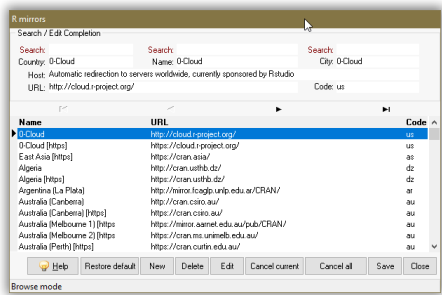 R mirrors
Search / Edit Completion
Search: Search: Search:
Country: 0-Cloud Name: 0-Cloud City: 0-Cloud
Host: Automatic redirection to servers worldwide, currently sponsored by Rstudio
URL: http://cloud.r-project.org/ Code: us
Name URL Code
0-Cloud http://cloud.r-project.org/ us
0-Cloud [https] https://cloud.r-project.org/ us
East Asia [https] https://cran.asia/ as
Algeria https://cran.usthb.dz/ dz
Algeria http://cran.usthb.dz/ dz
Argentina (La Plata) http://mirror.fcaglp.unlp.edu.ar/CRAN/ ar
Australia (Canberra) http://cran.csiro.au/ au
Australia (Canberra) [https] https://cran.csiro.au/ au
Australia (Melbourne 1) [https https://mirror.aarnet.edu.au/pub/CRAN/ au
Australia (Melbourne 2) [https https://cran.ms.unimelb.edu.au/ au
Australia (Perth) [https] https://cran.curtin.edu.au/ au
Help Restore default New Delete Edit Cancel current Cancel all Save Close
Browse mode